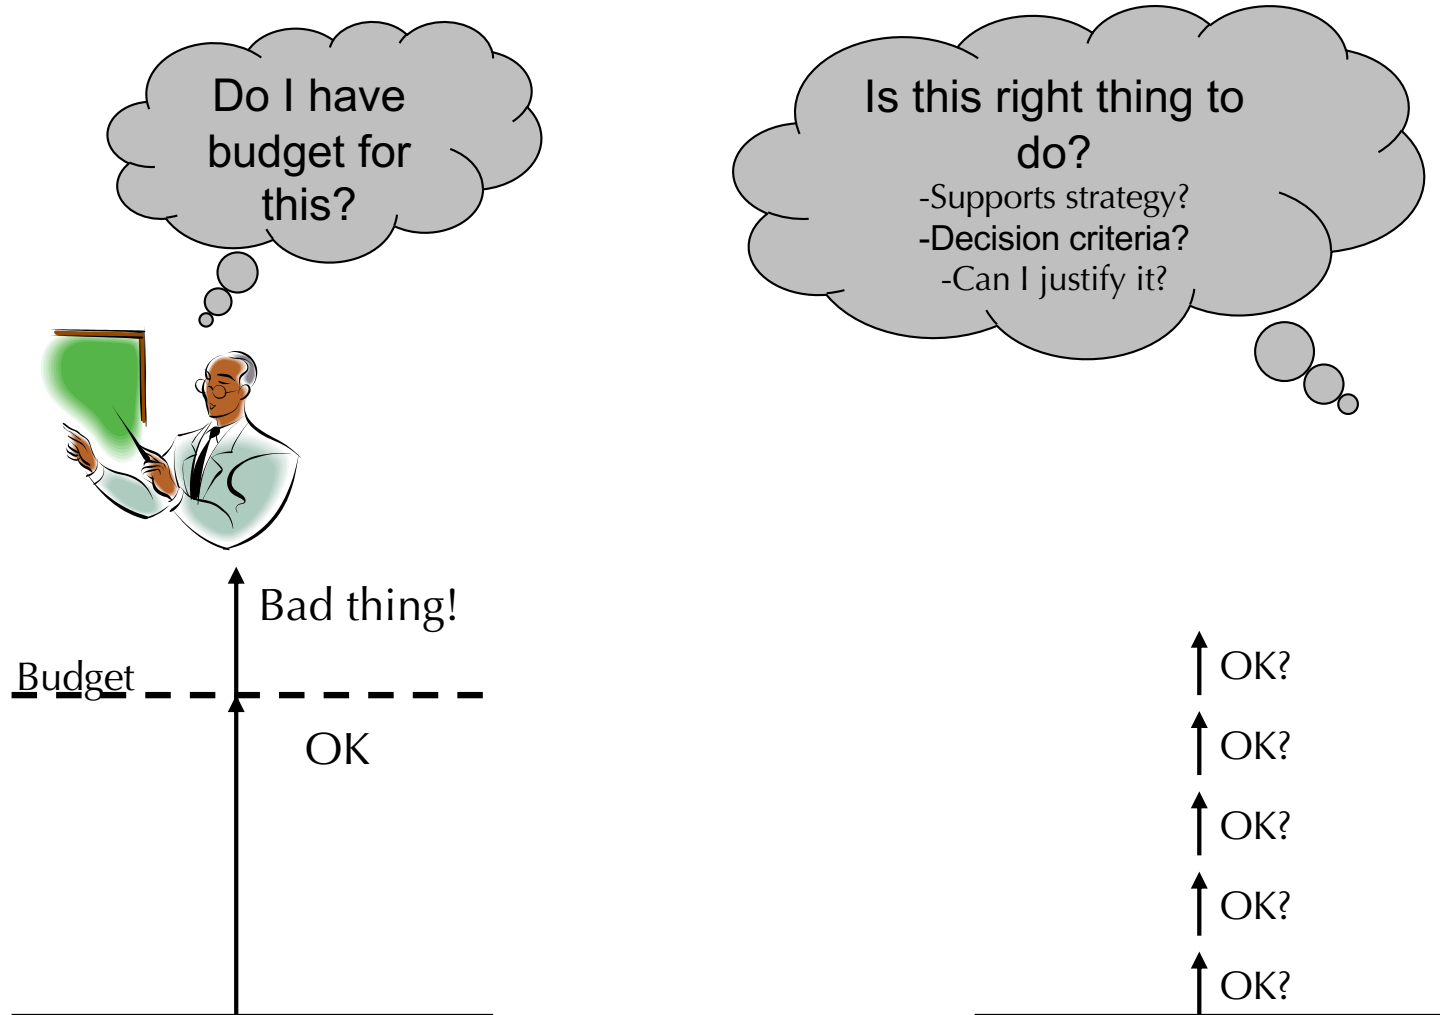 Do I have
budget for
this?
Is this right thing to
do?
-Supports strategy?
-Decision criteria?
-Can I justify it?
Bad thing!
Budget
OK
OK?
OK?
OK?
OK?
OK?